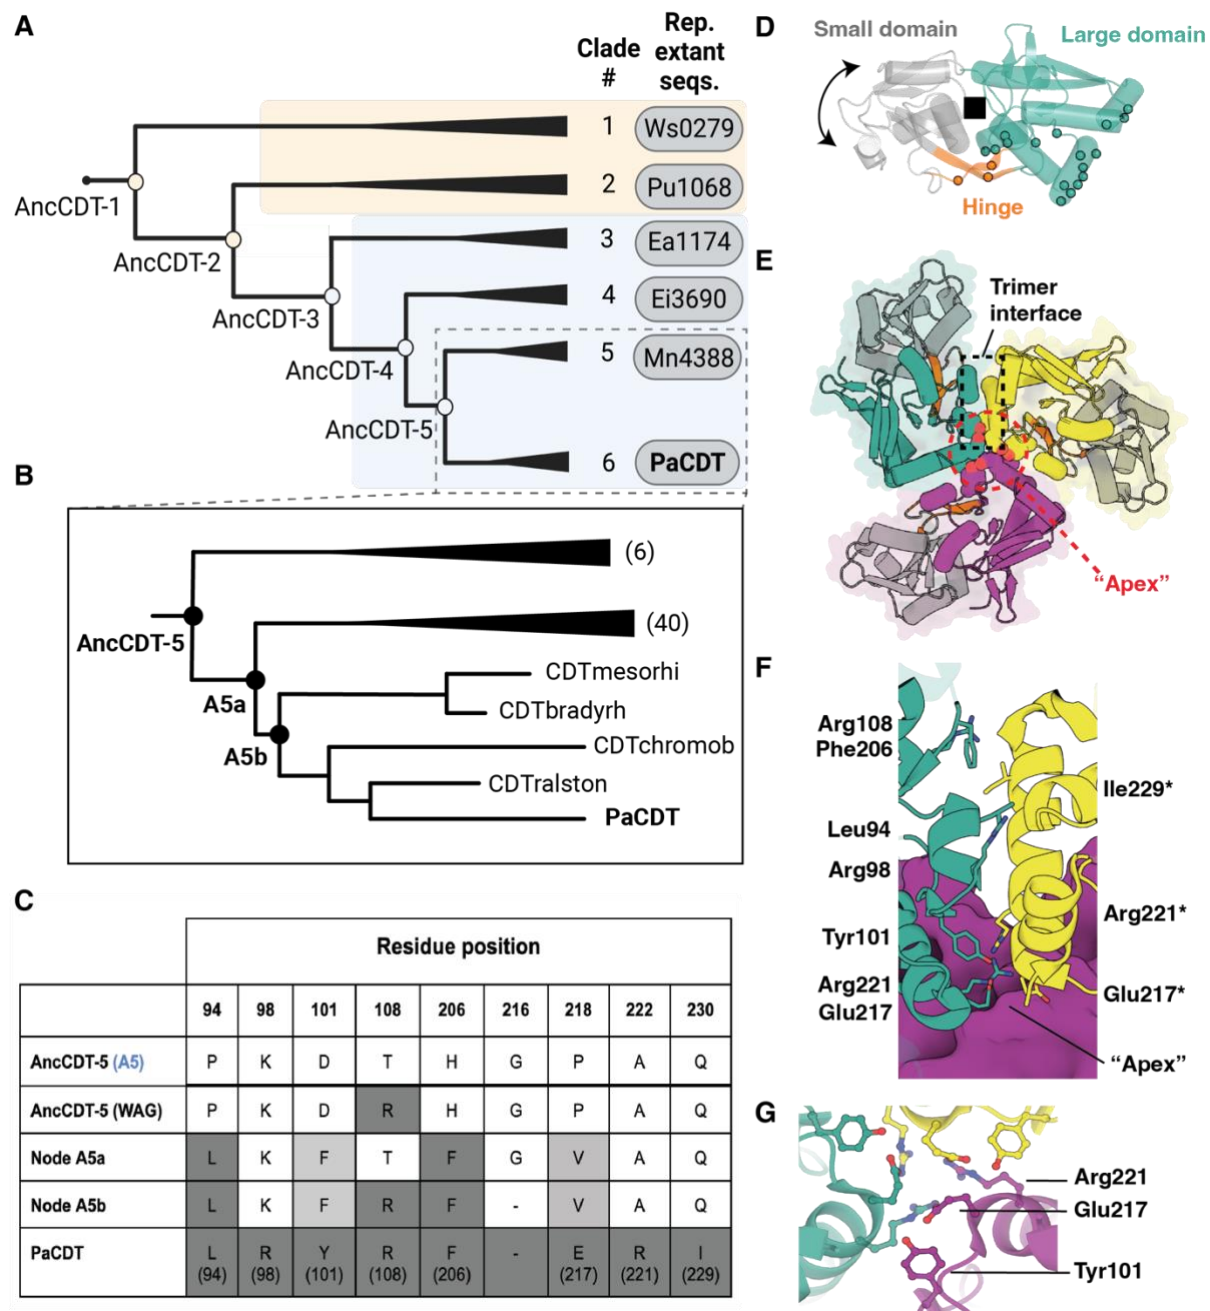 A
Clade
#
Rep.
extant
seqs.
1
Ws0279
2
Pu1068
3
Ea1174
4
Ei3690
5
Mn4388
6
PaCDT
AncCDT-1
AncCDT-2
AncCDT-3
AncCDT-4
AncCDT-5
B
(6)
(40)
AncCDT-5
A5a
A5b
CDTmesorhi
CDTbradyrh
CDTchromob
CDTralston
PaCDT
C
Residue position
94 98 101 108 206 216 218 222 230
AncCDT-5 (A5) P K D T H G P A Q
AncCDT-5 (WAG) P K D R H G P A Q
Node A5a L K F T F G V A Q
Node A5b L K F R F - V A Q
PaCDT L R Y R F - E R I
(94) (98) (101) (108) (206) (217) (221) (229)
D
Small domain
Large domain
Hinge
E
Trimer
interface
“Apex”
F
Arg108
Phe206
Leu94
Arg98
Tyr101
Arg221
Glu217
Ile229*
Arg221*
Glu217*
“Apex”
G
Arg221
Glu217
Tyr101